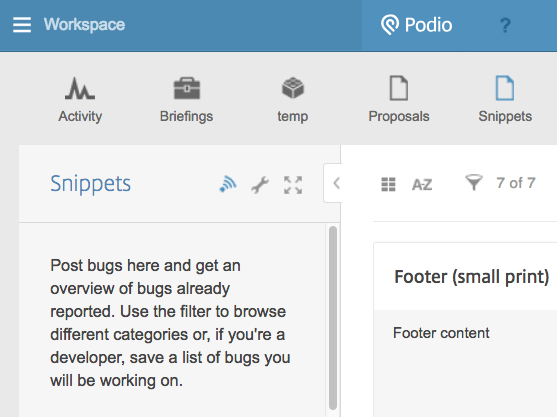 Workspace
Podio
?
Activity
Briefings
temp
Proposals
Snippets
Snippets
A-Z
7 of 7
Post bugs here and get an
overview of bugs already
reported. Use the filter to browse
different categories or, if you're a
developer, save a list of bugs you
will be working on.
Footer (small print)
Footer content